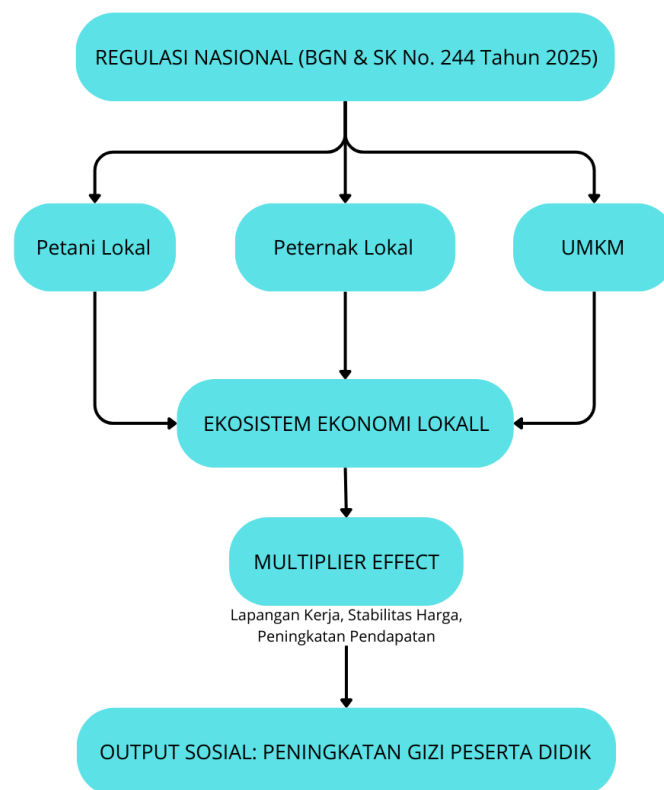 REGULASI NASIONAL (BGN & SK No. 244 Tahun 2025)
Petani Lokal
Peternak Lokal
UMKM
EKOSISTEM EKONOMI LOKALL
MULTIPLIER EFFECT
Lapangan Kerja, Stabilitas Harga,
Peningkatan Pendapatan
OUTPUT SOSIAL: PENINGKATAN GIZI PESERTA DIDIK